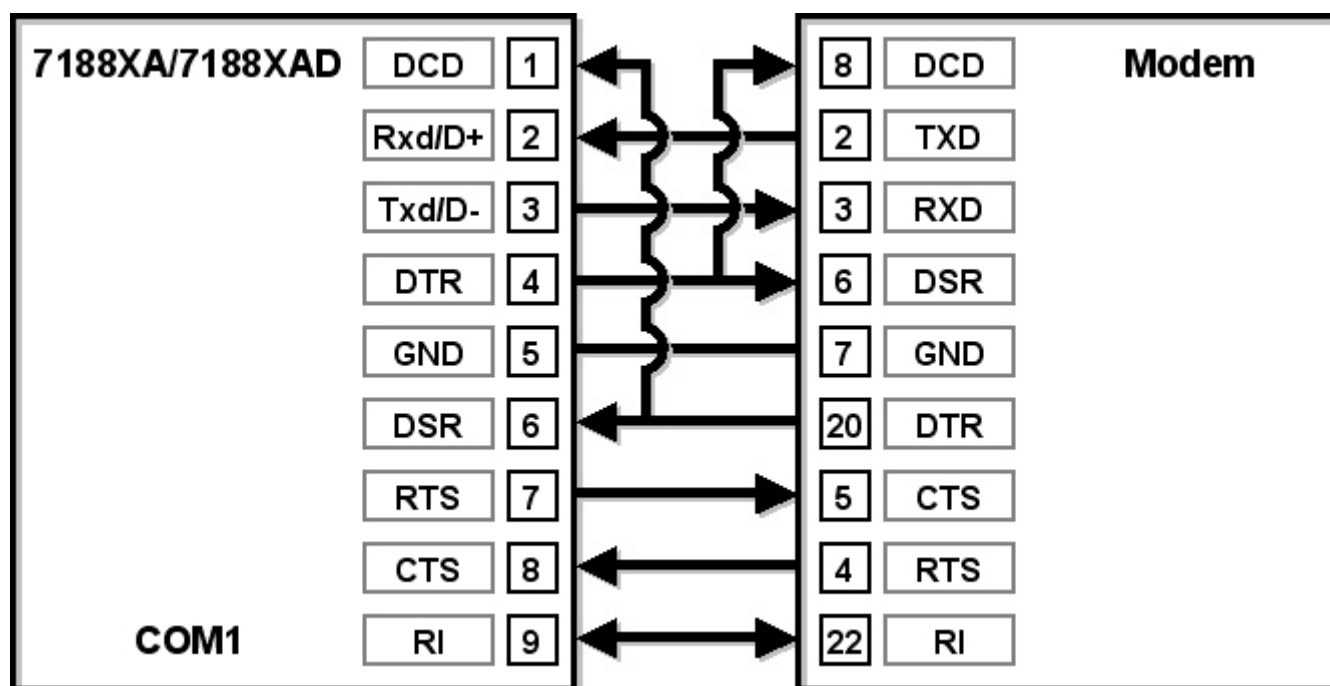 7188XA/7188XAD DCD 1 8 DCD Modem
Rxd/D+ 2 2 TXD
Txd/D- 3 3 RXD
DTR 4 6 DSR
GND 5 7 GND
DSR 6 20 DTR
RTS 7 5 CTS
CTS 8 4 RTS
COM1 RI 9 22 RI